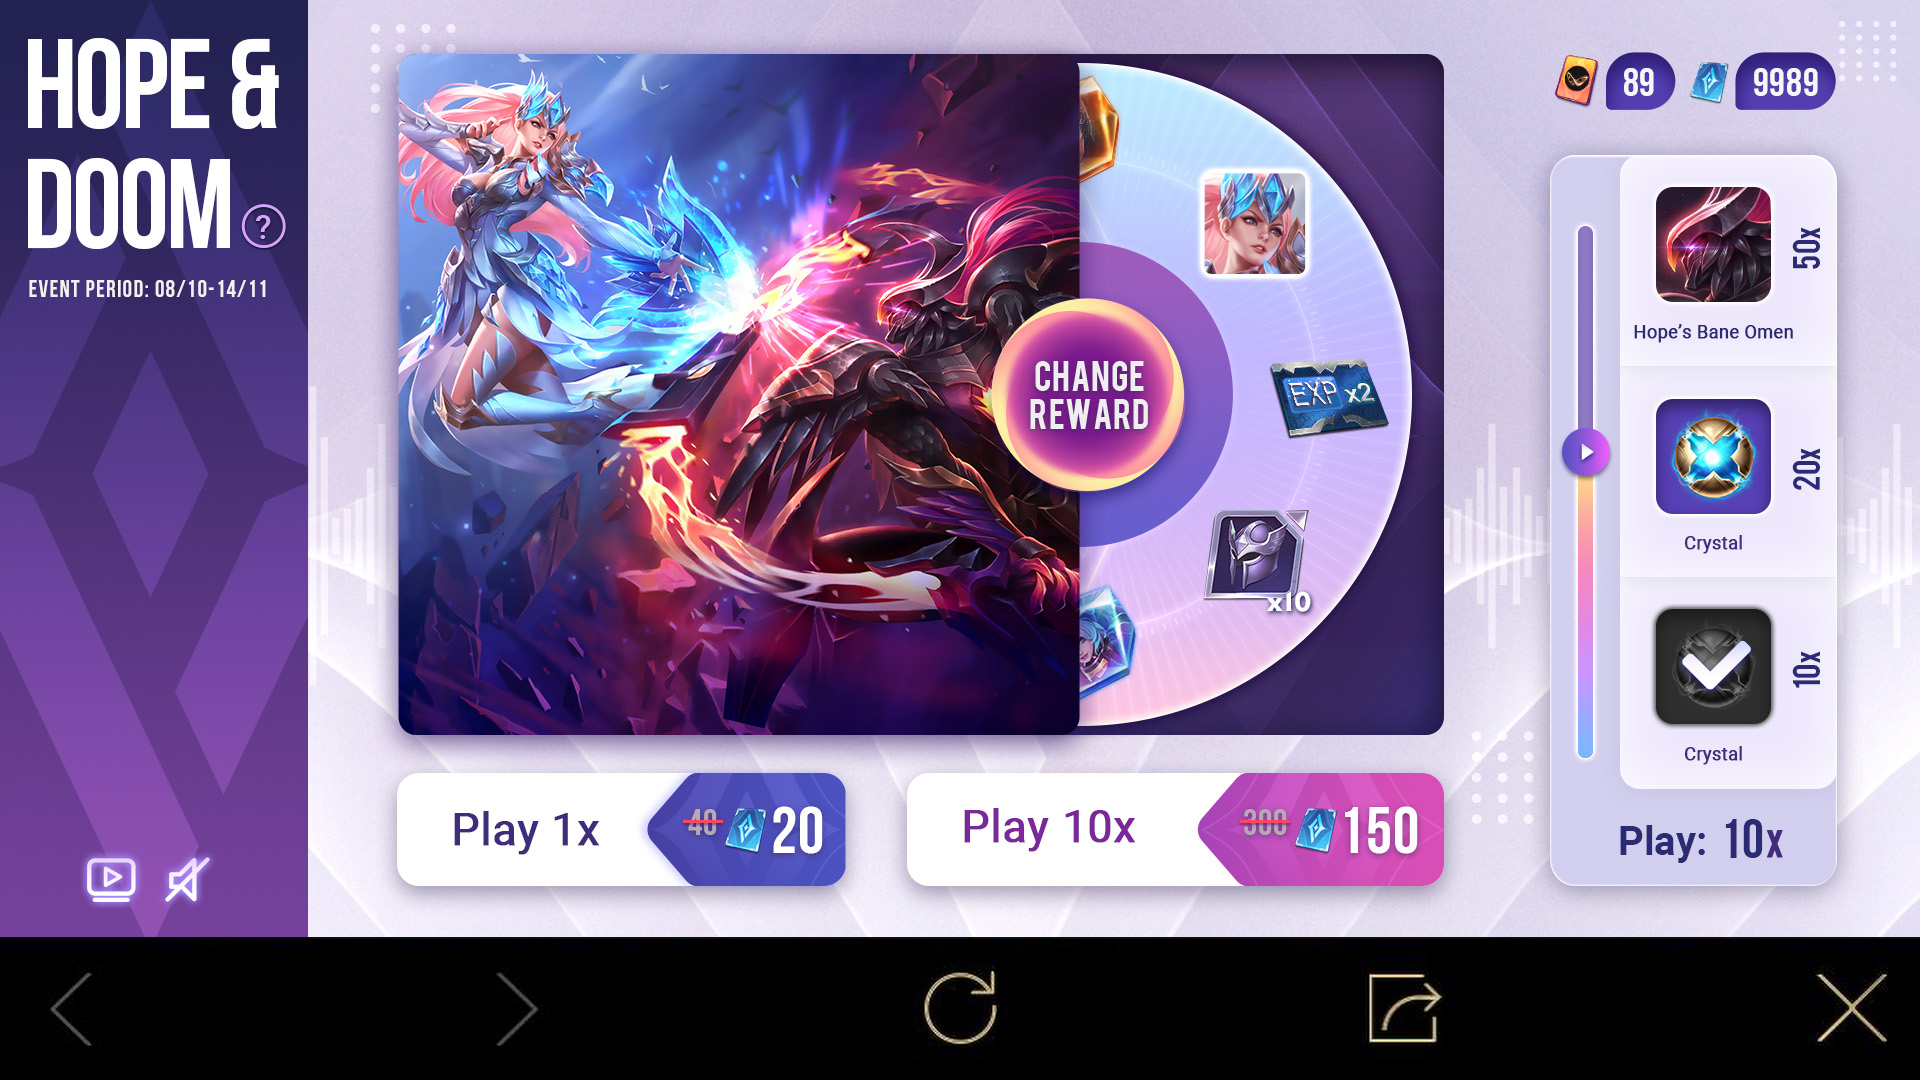 HOPE &
DOOM ?
EVENT PERIOD: 08/10-14/11
89
9989
CHANGE
REWARD
EXP x2
x10
50x
Hope's Bane Omen
20x
Crystal
10x
Crystal
Play: 10x
Play 1x
40 20
Play 10x
300 150